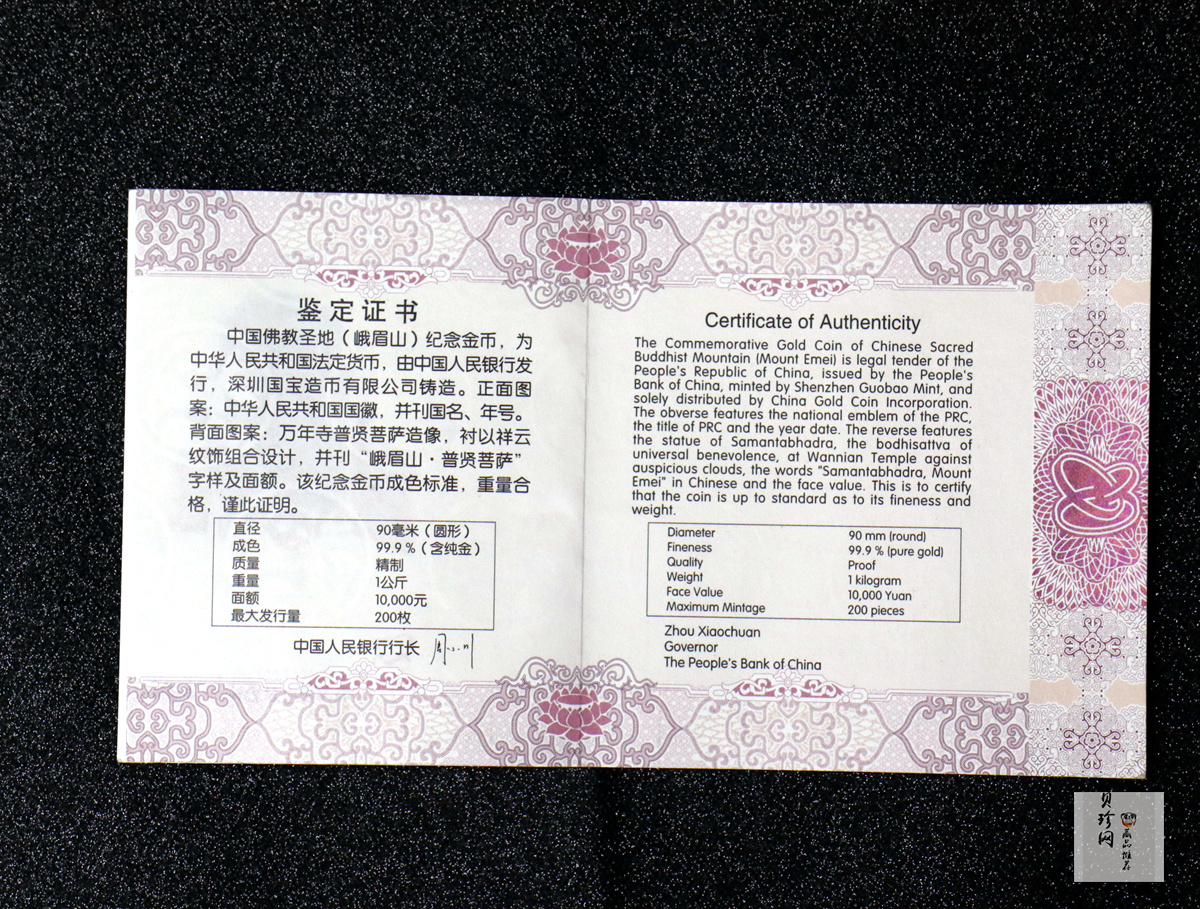 鉴定证书
中国佛教圣地（峨眉山）纪念金币，为
中华人民共和国法定货币，由中国人民银行发
行，深圳国宝造币有限公司铸造。正面图
案：中华人民共和国国徽，并刊国名、年号。
背面图案：万年寺普贤菩萨造像，衬以祥云
纹饰组合设计，并刊“峨眉山·普贤菩萨”
字样及面额。该纪念金币成色标准，重量合
格，谨此证明。
直径 90毫米（圆形）
成色 99.9％（含纯金）
质量 精制
重量 1公斤
面额 10,000元
最大发行量 200枚
中国人民银行行长
Certificate of Authenticity
The Commemorative Gold Coin of Chinese Sacred
Buddhist Mountain (Mount Emei) is legal tender of the
People's Republic of China, issued by the People's
Bank of China, minted by Shenzhen Guobao Mint, and
solely distributed by China Gold Coin Incorporation.
The obverse features the national emblem of the PRC,
the title of PRC and the year date. The reverse features
the statue of Samantabhadra, the bodhisattva of
universal benevolence, at Wannian Temple against
auspicious clouds, the words "Samantabhadra, Mount
Emei" in Chinese and the face value. This is to certify
that the coin is up to standard as to its fineness and
weight.
Diameter 90 mm (round)
Fineness 99.9 % (pure gold)
Quality Proof
Weight 1 kilogram
Face Value 10,000 Yuan
Maximum Mintage 200 pieces
Zhou Xiaochuan
Governor
The People's Bank of China
贝珍网
藏品推荐